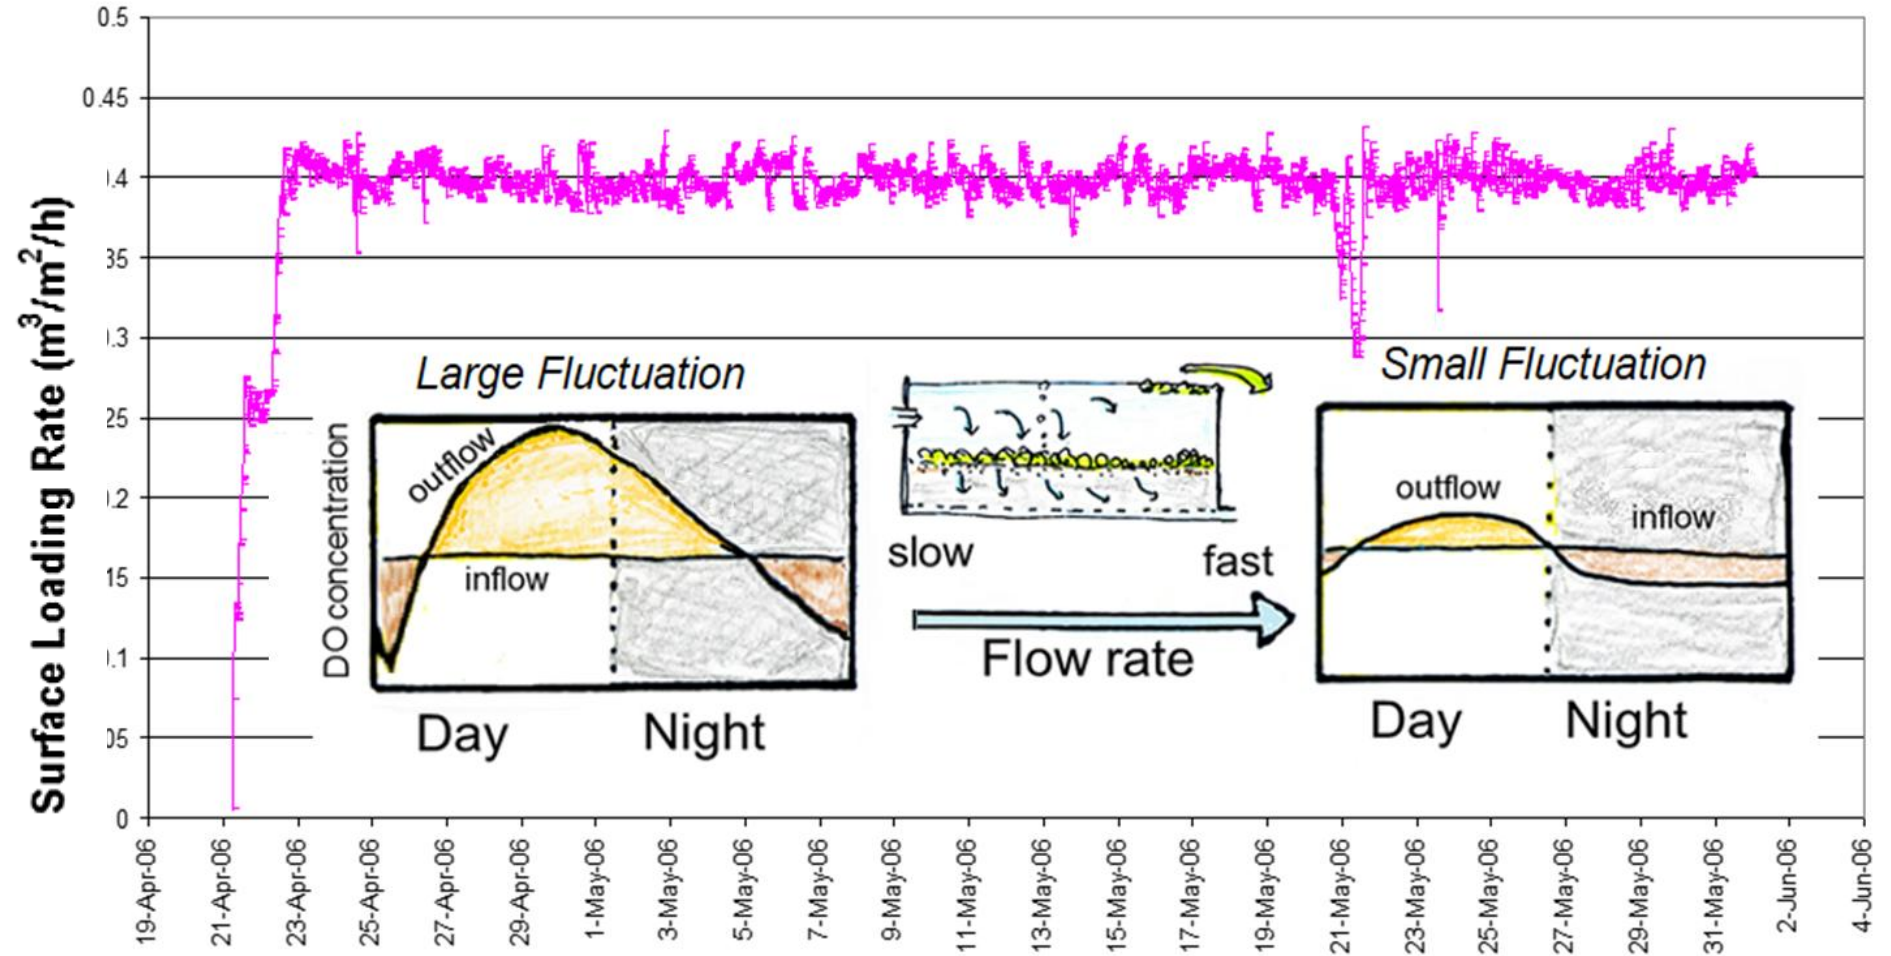 Surface Loading Rate (m³/m²/h)
0.5
0.45
.4
35
.3
25
.2
15
.1
05
0
Large Fluctuation
DO concentration
outflow
inflow
Day Night
slow fast
Flow rate
Small Fluctuation
outflow
inflow
Day Night
19-Apr-06
21-Apr-06
23-Apr-06
25-Apr-06
27-Apr-06
29-Apr-06
1-May-06
3-May-06
5-May-06
7-May-06
9-May-06
11-May-06
13-May-06
15-May-06
17-May-06
19-May-06
21-May-06
23-May-06
25-May-06
27-May-06
29-May-06
31-May-06
2-Jun-06
4-Jun-06